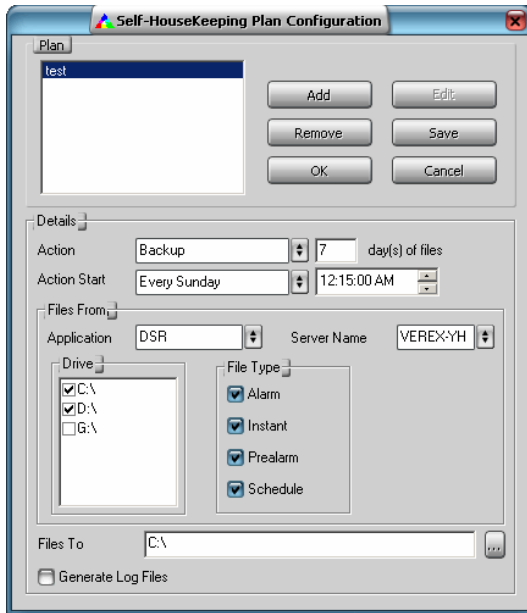 Self-HouseKeeping Plan Configuration
Plan
test
Add
Edit
Remove
Save
OK
Cancel
Details
Action
Backup
7
day(s) of files
Action Start
Every Sunday
12:15:00 AM
Files From
Application
DSR
Server Name
VEREX-YH
Drive
C:\
D:\
G:\
File Type
Alarm
Instant
Prealarm
Schedule
Files To
C:\
...
Generate Log Files